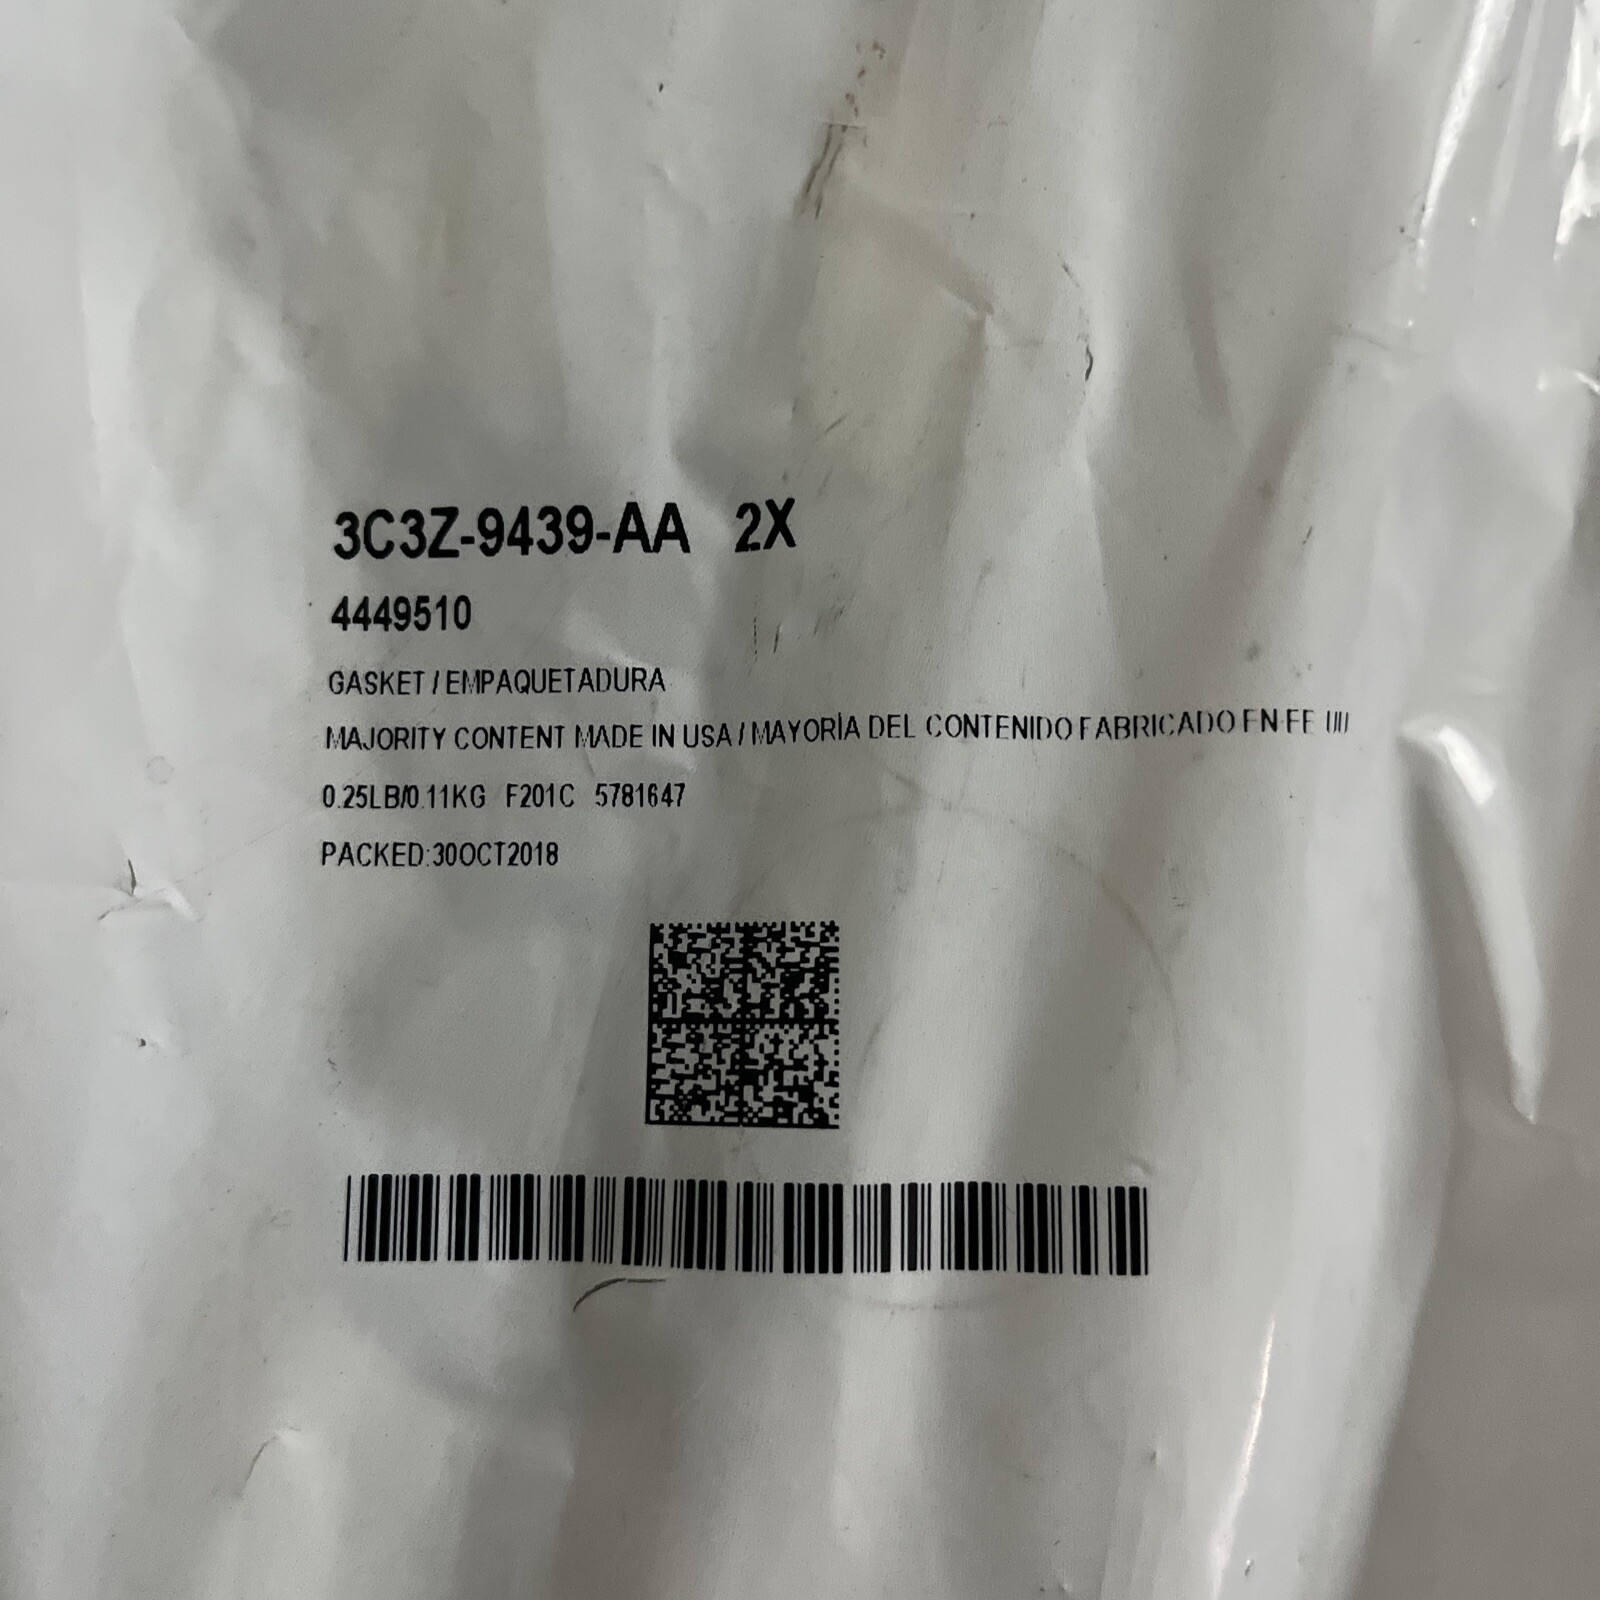 3C3Z-9439-AA 2X
4449510
GASKET / EMPAQUETADURA
MAJORITY CONTENT MADE IN USA / MAYORÍA DEL CONTENIDO FABRICADO EN
0.25LB/0.11KG F201C 5781647
PACKED:30OCT2018